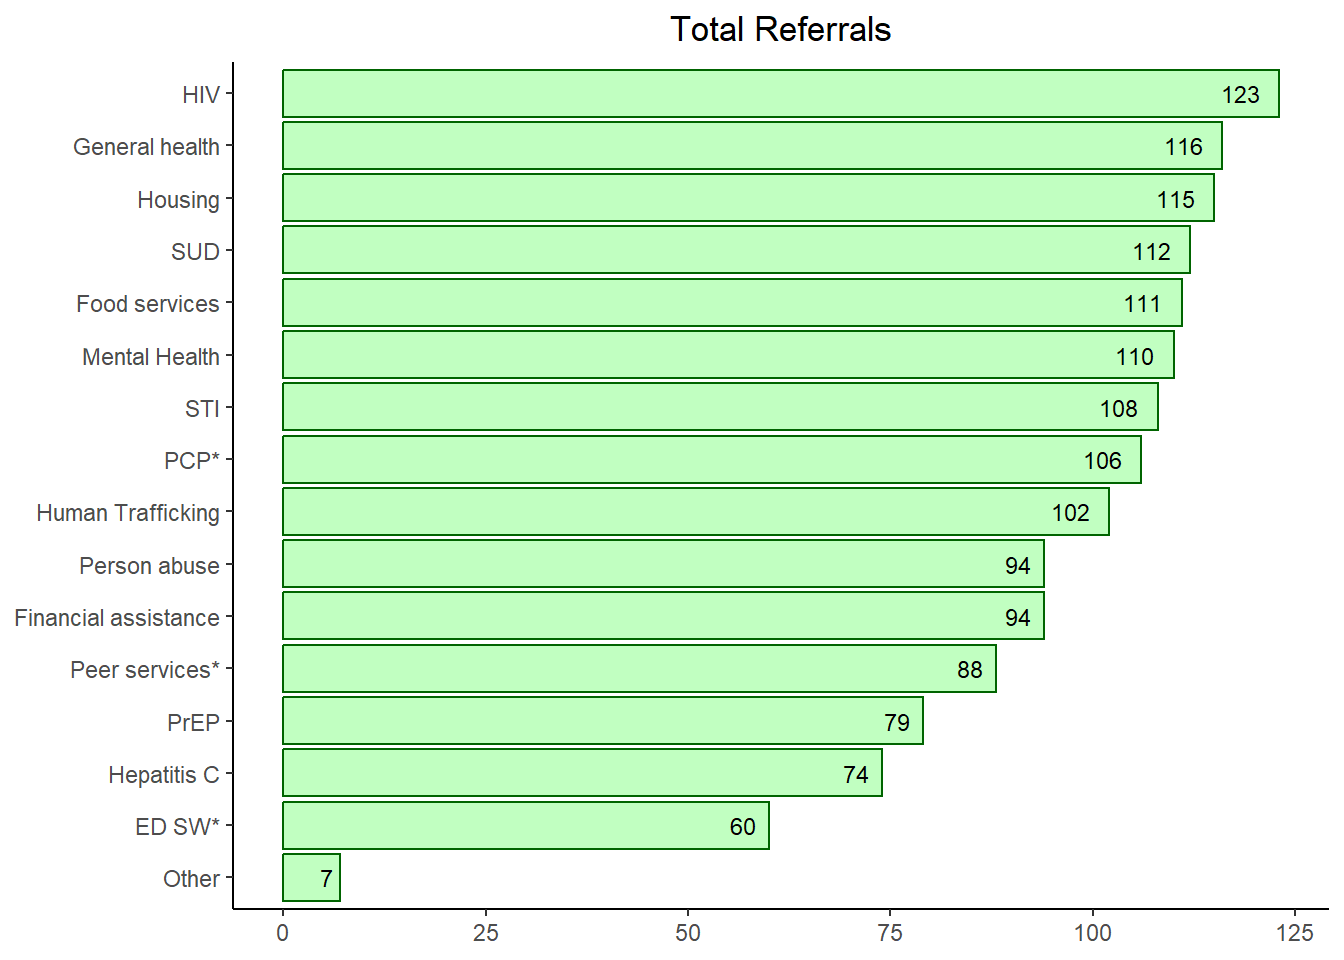 Total Referrals
HIV 123
General health 116
Housing 115
SUD 112
Food services 111
Mental Health 110
STI 108
PCP* 106
Human Trafficking 102
Person abuse 94
Financial assistance 94
Peer services* 88
PrEP 79
Hepatitis C 74
ED SW* 60
Other 7
0 25 50 75 100 125